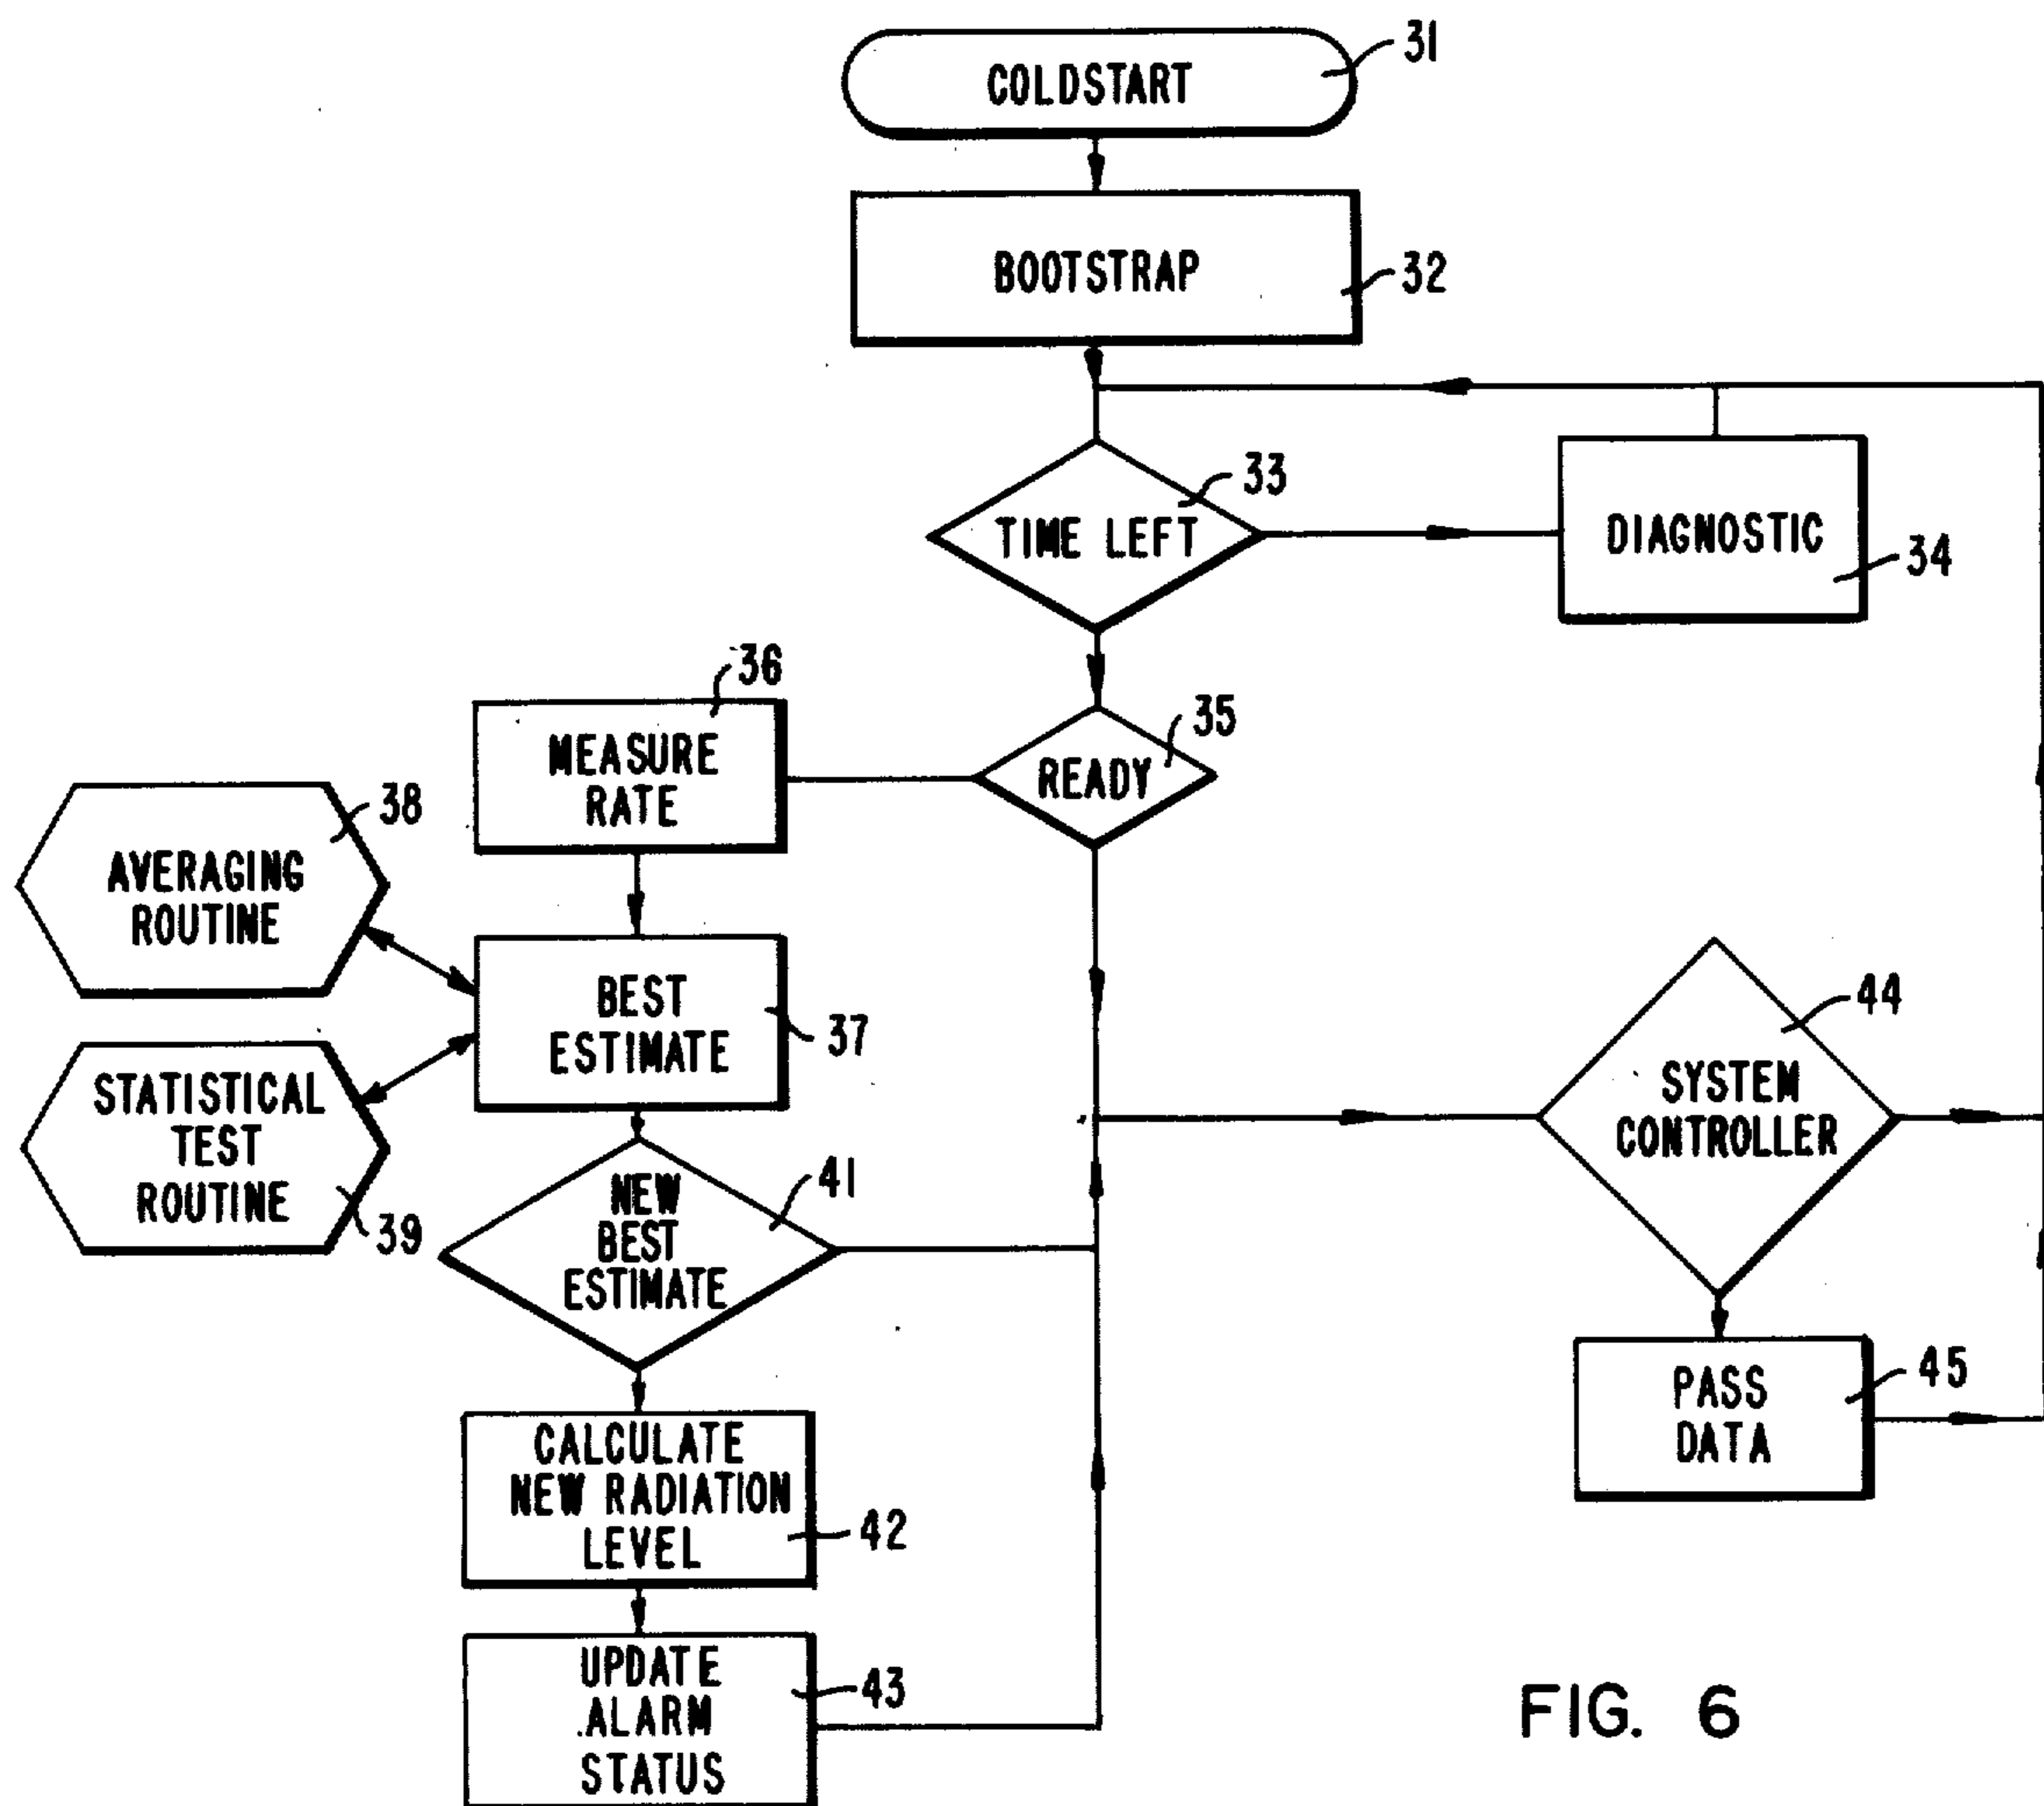 COLDSTART
31
BOOTSTRAP
32
TIME LEFT
33
DIAGNOSTIC
34
READY
35
MEASURE
RATE
36
AVERAGING
ROUTINE
38
BEST
ESTIMATE
37
STATISTICAL
TEST
ROUTINE
39
NEW
BEST
ESTIMATE
41
SYSTEM
CONTROLLER
44
CALCULATE
NEW RADIATION
LEVEL
42
PASS
DATA
45
UPDATE
ALARM
STATUS
43
FIG. 6